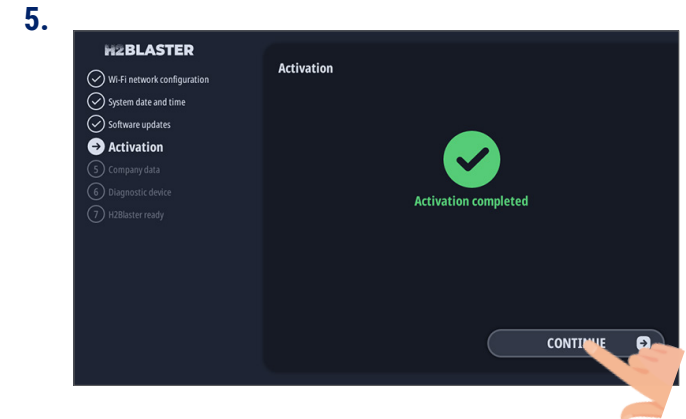 5.
H2BLASTER
Wi-Fi network configuration
System date and time
Software updates
Activation
5 Company data
6 Diagnostic device
7 H2Blaster ready
Activation
Activation completed
CONTINUE